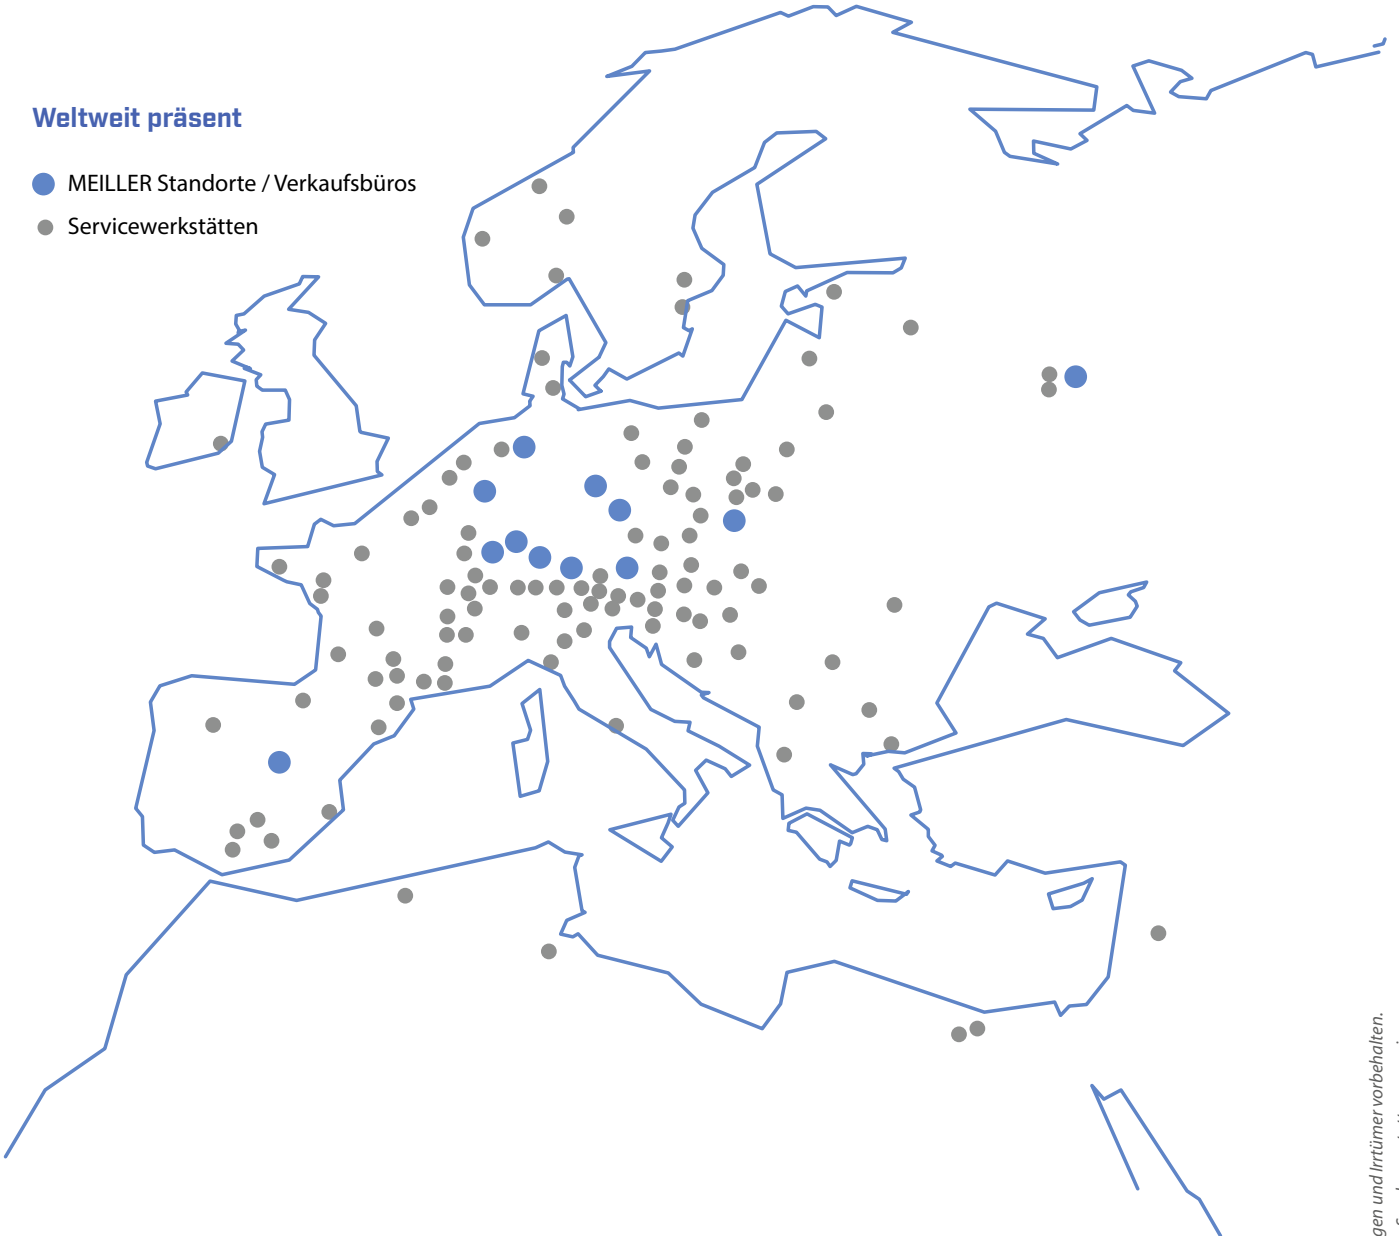 Weltweit präsent
MEILLER Standorte / Verkaufsbüros
Servicewerkstätten
gen und Irrtümer vorbehalten.